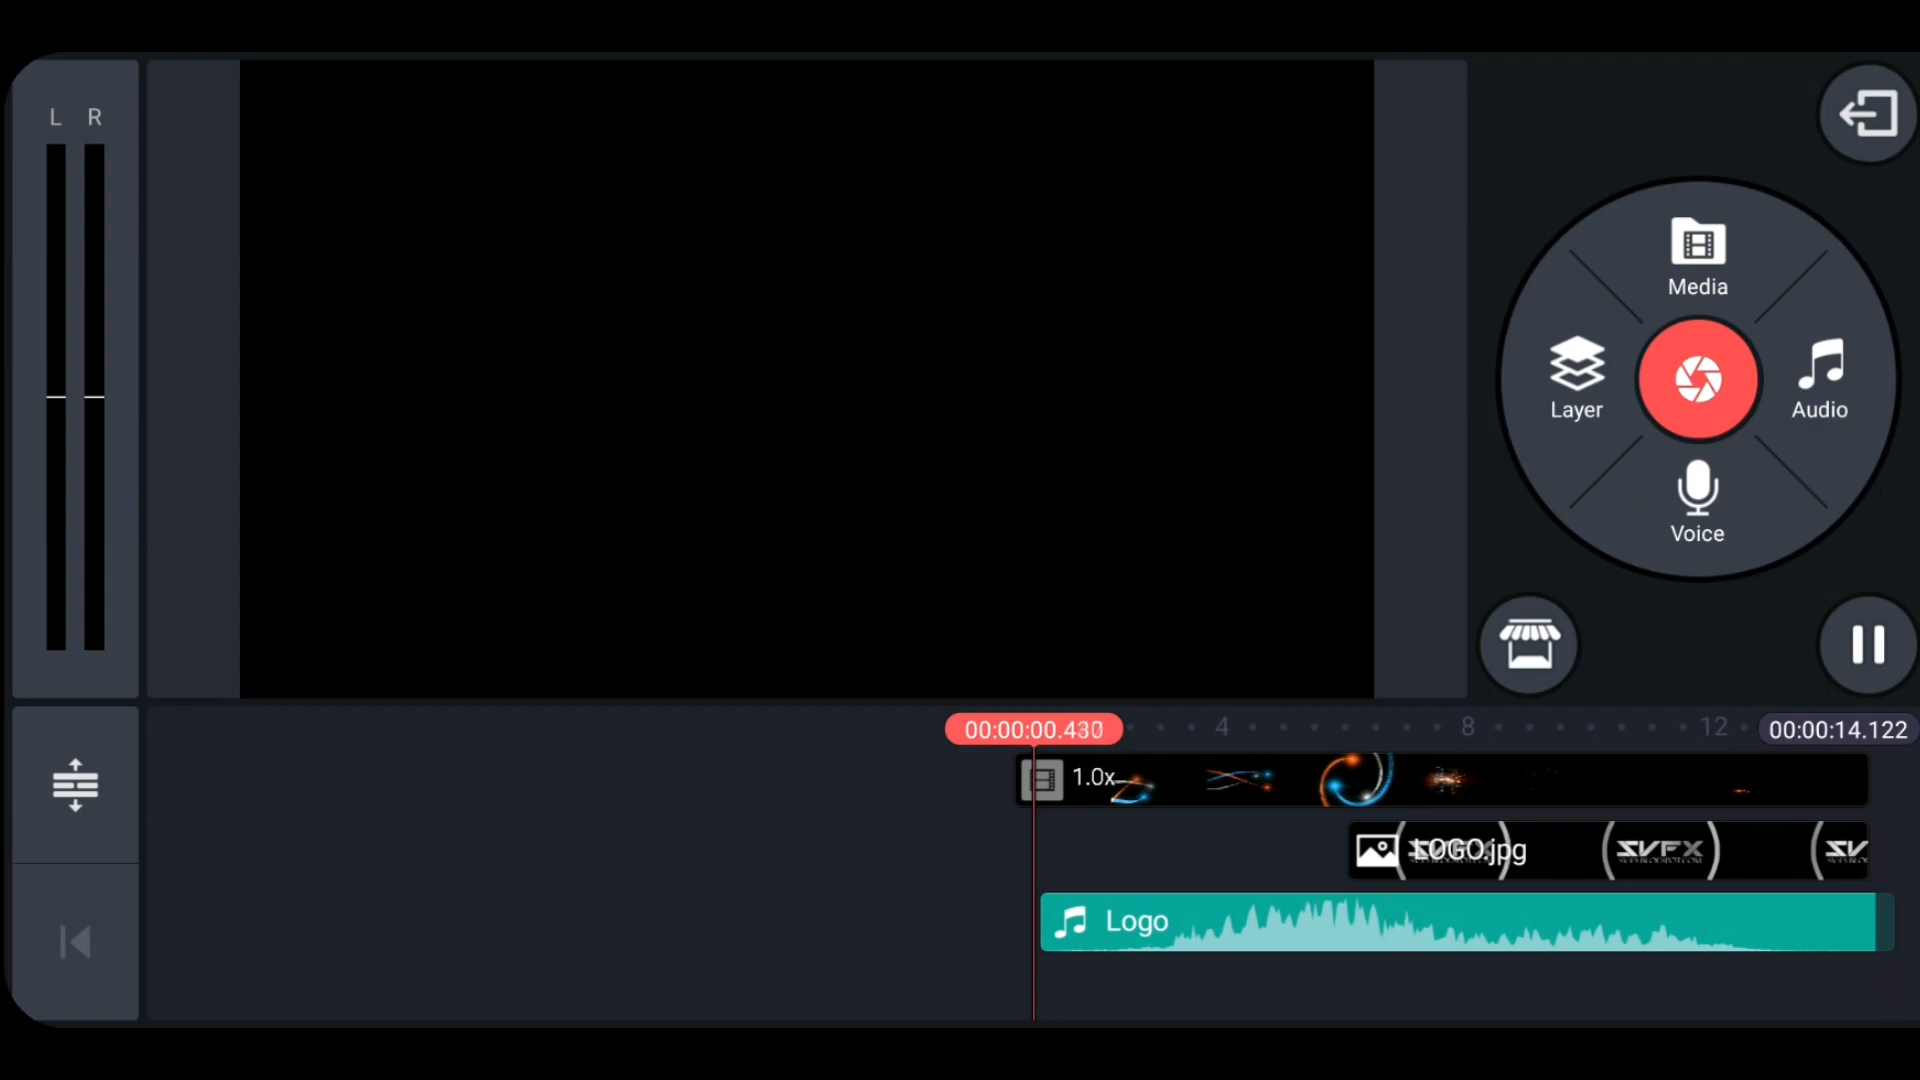 L R
Media
Layer
Audio
Voice
00:00:00.430
4
8
12
00:00:14.122
1.0x
LOGO.jpg
SVFX
SV
Logo